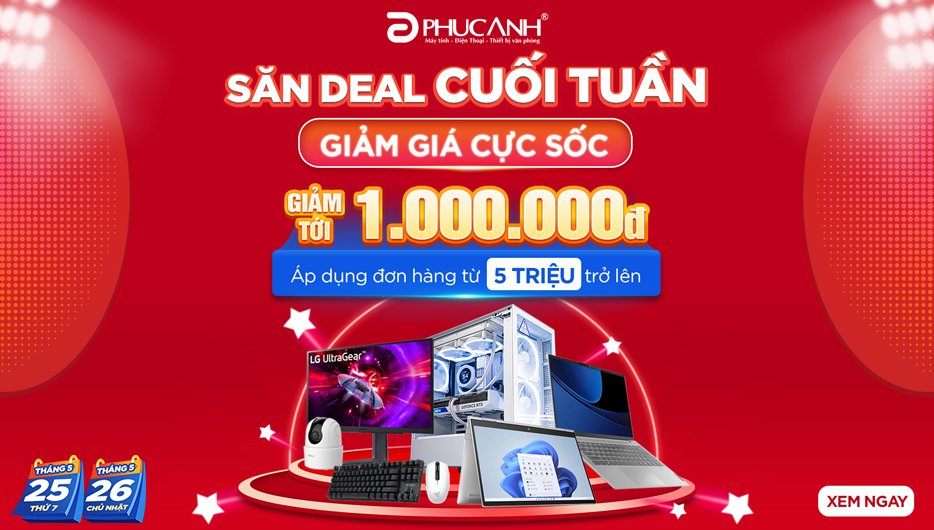 PHUCANH®
Máy tính - Điện Thoại - Thiết bị văn phòng
SĂN DEAL CUỐI TUẦN
GIẢM GIÁ CỰC SỐC
GIẢM TỚI 1.000.000đ
Áp dụng đơn hàng từ 5 TRIỆU trở lên
LG UltraGear
GEFORCE RTX
THÁNG 5
25
THỨ 7
THÁNG 5
26
CHỦ NHẬT
XEM NGAY